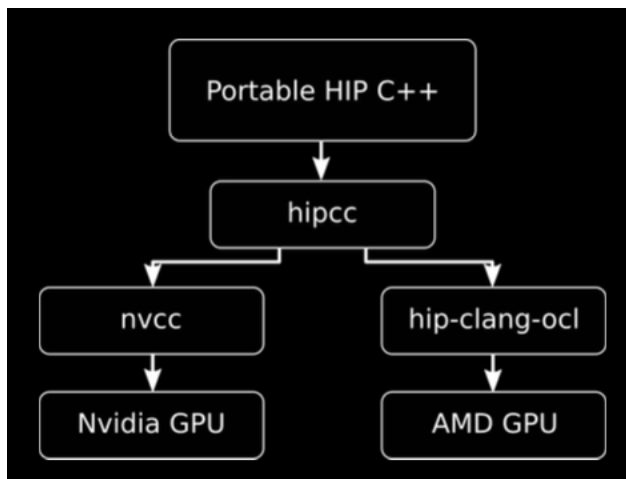 Portable HIP C++
hipcc
nvcc
hip-clang-ocl
Nvidia GPU
AMD GPU